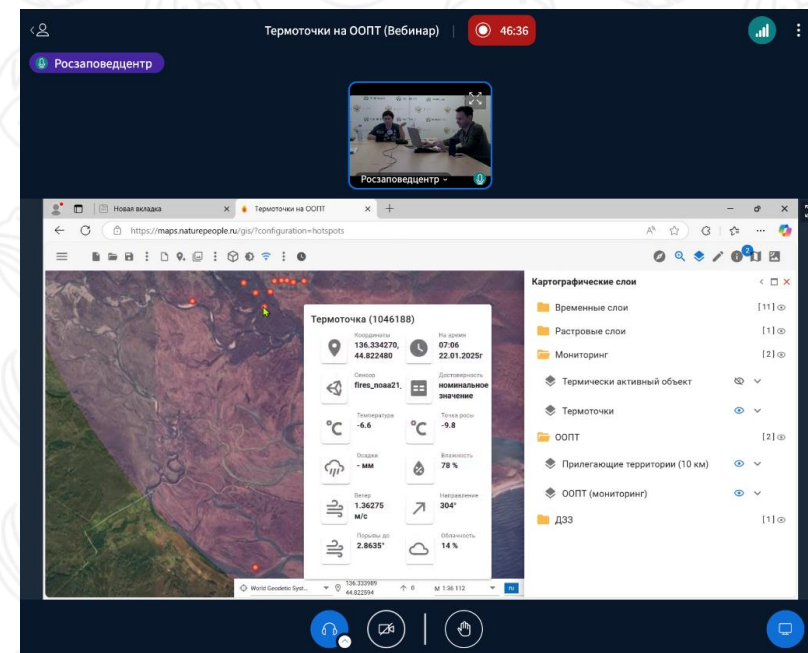 Термоточки на ООПТ (Вебинар)
46:36
Росзаповедцентр
Росзаповедцентр
Новая вкладка
Термоточки на ООПТ
https://maps.naturepeople.ru/gis/?configuration=hotspots
2
Термоточка (1046188)
Координаты
136.334270,
44.822480
На время
07:06
22.01.2025г
Сенсор
fires_noaa21,
Достоверность
номинальное
значение
Температура
°C
-6.6
Точка росы
°C
-9.8
Осадки
- мм
Влажность
78 %
Ветер
1.36275
м/с
Направление
304°
Порывы до
2.8635°
Облачность
14 %
World Geodetic Syst...
136.333989
44.822594
0
М 1:36 112
ru
Картографические слои
Временные слои [11]
Растровые слои [1]
Мониторинг [2]
Термически активный объект
Термоточки
ООПТ [2]
Прилегающие территории (10 км)
ООПТ (мониторинг)
ДЗЗ [1]